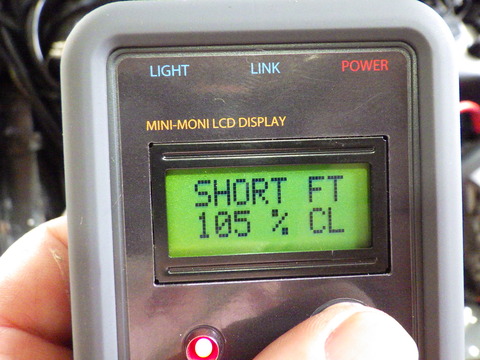 LIGHT LINK POWER
MINI-MONI LCD DISPLAY
SHORT FT
105 % CL